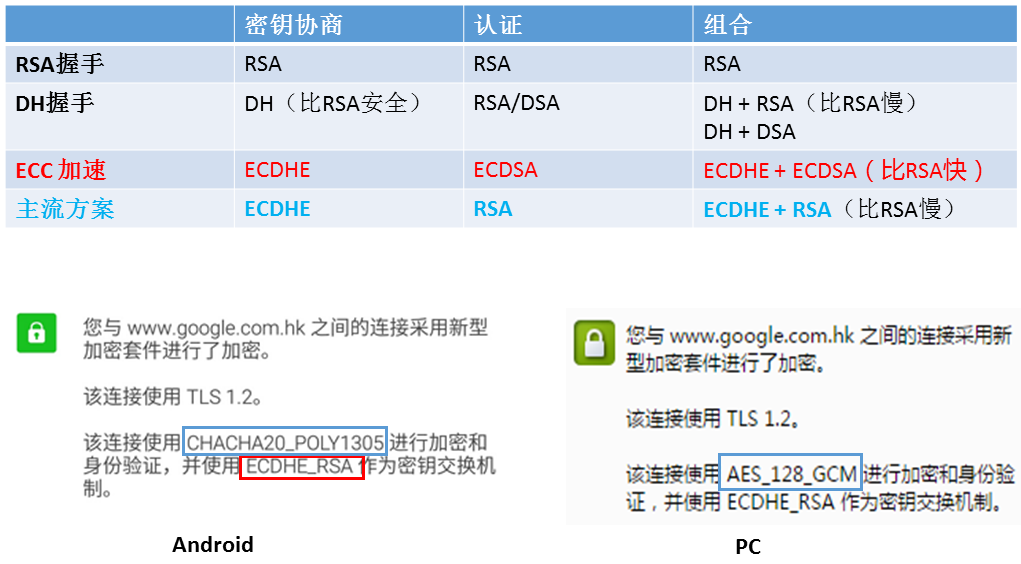 密钥协商 认证 组合
RSA握手 RSA RSA RSA
DH握手 DH（比RSA安全） RSA/DSA DH + RSA（比RSA慢）
DH + DSA
ECC 加速 ECDHE ECDSA ECDHE + ECDSA（比RSA快）
主流方案 ECDHE RSA ECDHE + RSA（比RSA慢）
您与 www.google.com.hk 之间的连接采用新型
加密套件进行了加密。
该连接使用 TLS 1.2。
该连接使用 CHACHA20_POLY1305 进行加密和
身份验证，并使用 ECDHE_RSA 作为密钥交换机
制。
Android
您与 www.google.com.hk 之间的连接采用新
型加密套件进行了加密。
该连接使用 TLS 1.2。
该连接使用 AES_128_GCM 进行加密和身份验
证，并使用 ECDHE_RSA 作为密钥交换机制。
PC